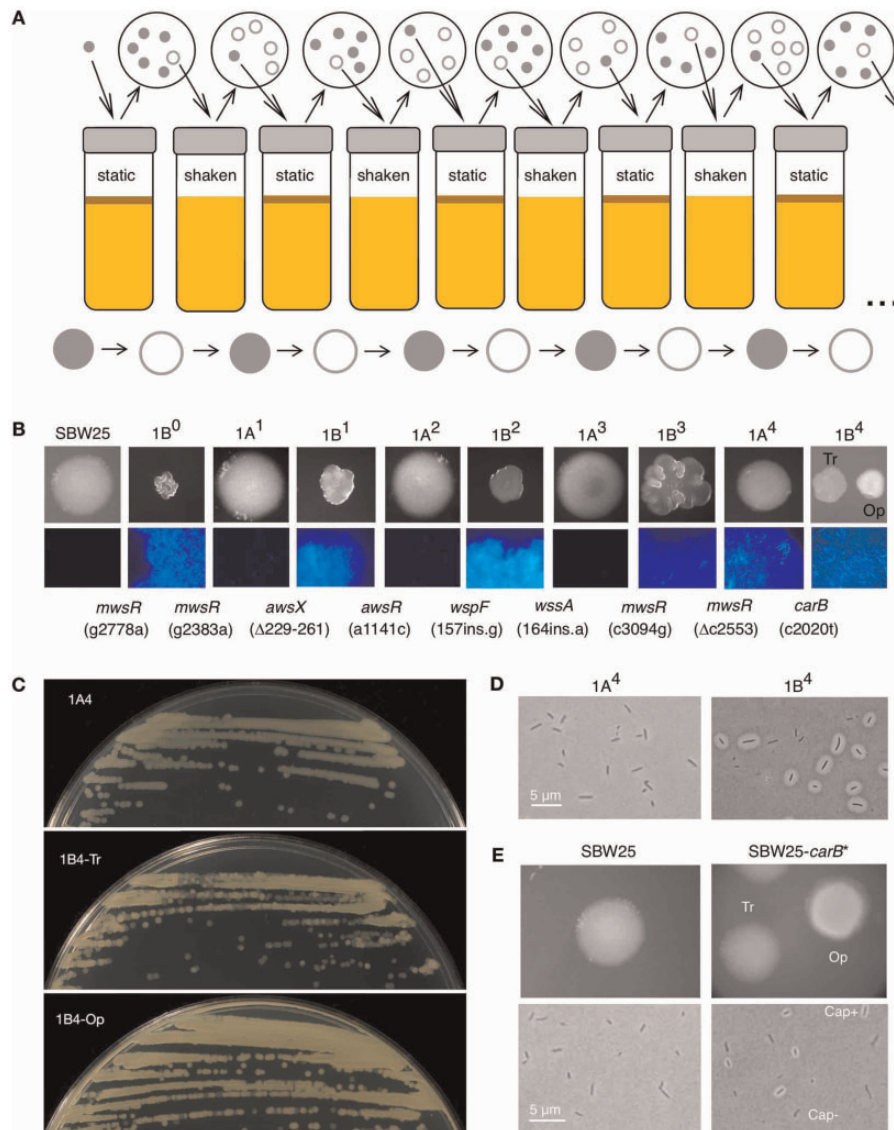 A
static shaken static shaken static shaken static shaken static
...
B
SBW25 1B⁰ 1A¹ 1B¹ 1A² 1B² 1A³ 1B³ 1A⁴ 1B⁴
Tr
Op
mwsR mwsR awsX awsR wspF wssA mwsR mwsR carB
(g2778a) (g2383a) (Δ229-261) (a1141c) (157ins.g) (164ins.a) (c3094g) (Δc2553) (c2020t)
C
1A4
1B4-Tr
1B4-Op
D
1A⁴ 1B⁴
5 µm
E
SBW25 SBW25-carB*
Tr
Op
Cap+
5 µm
Cap-